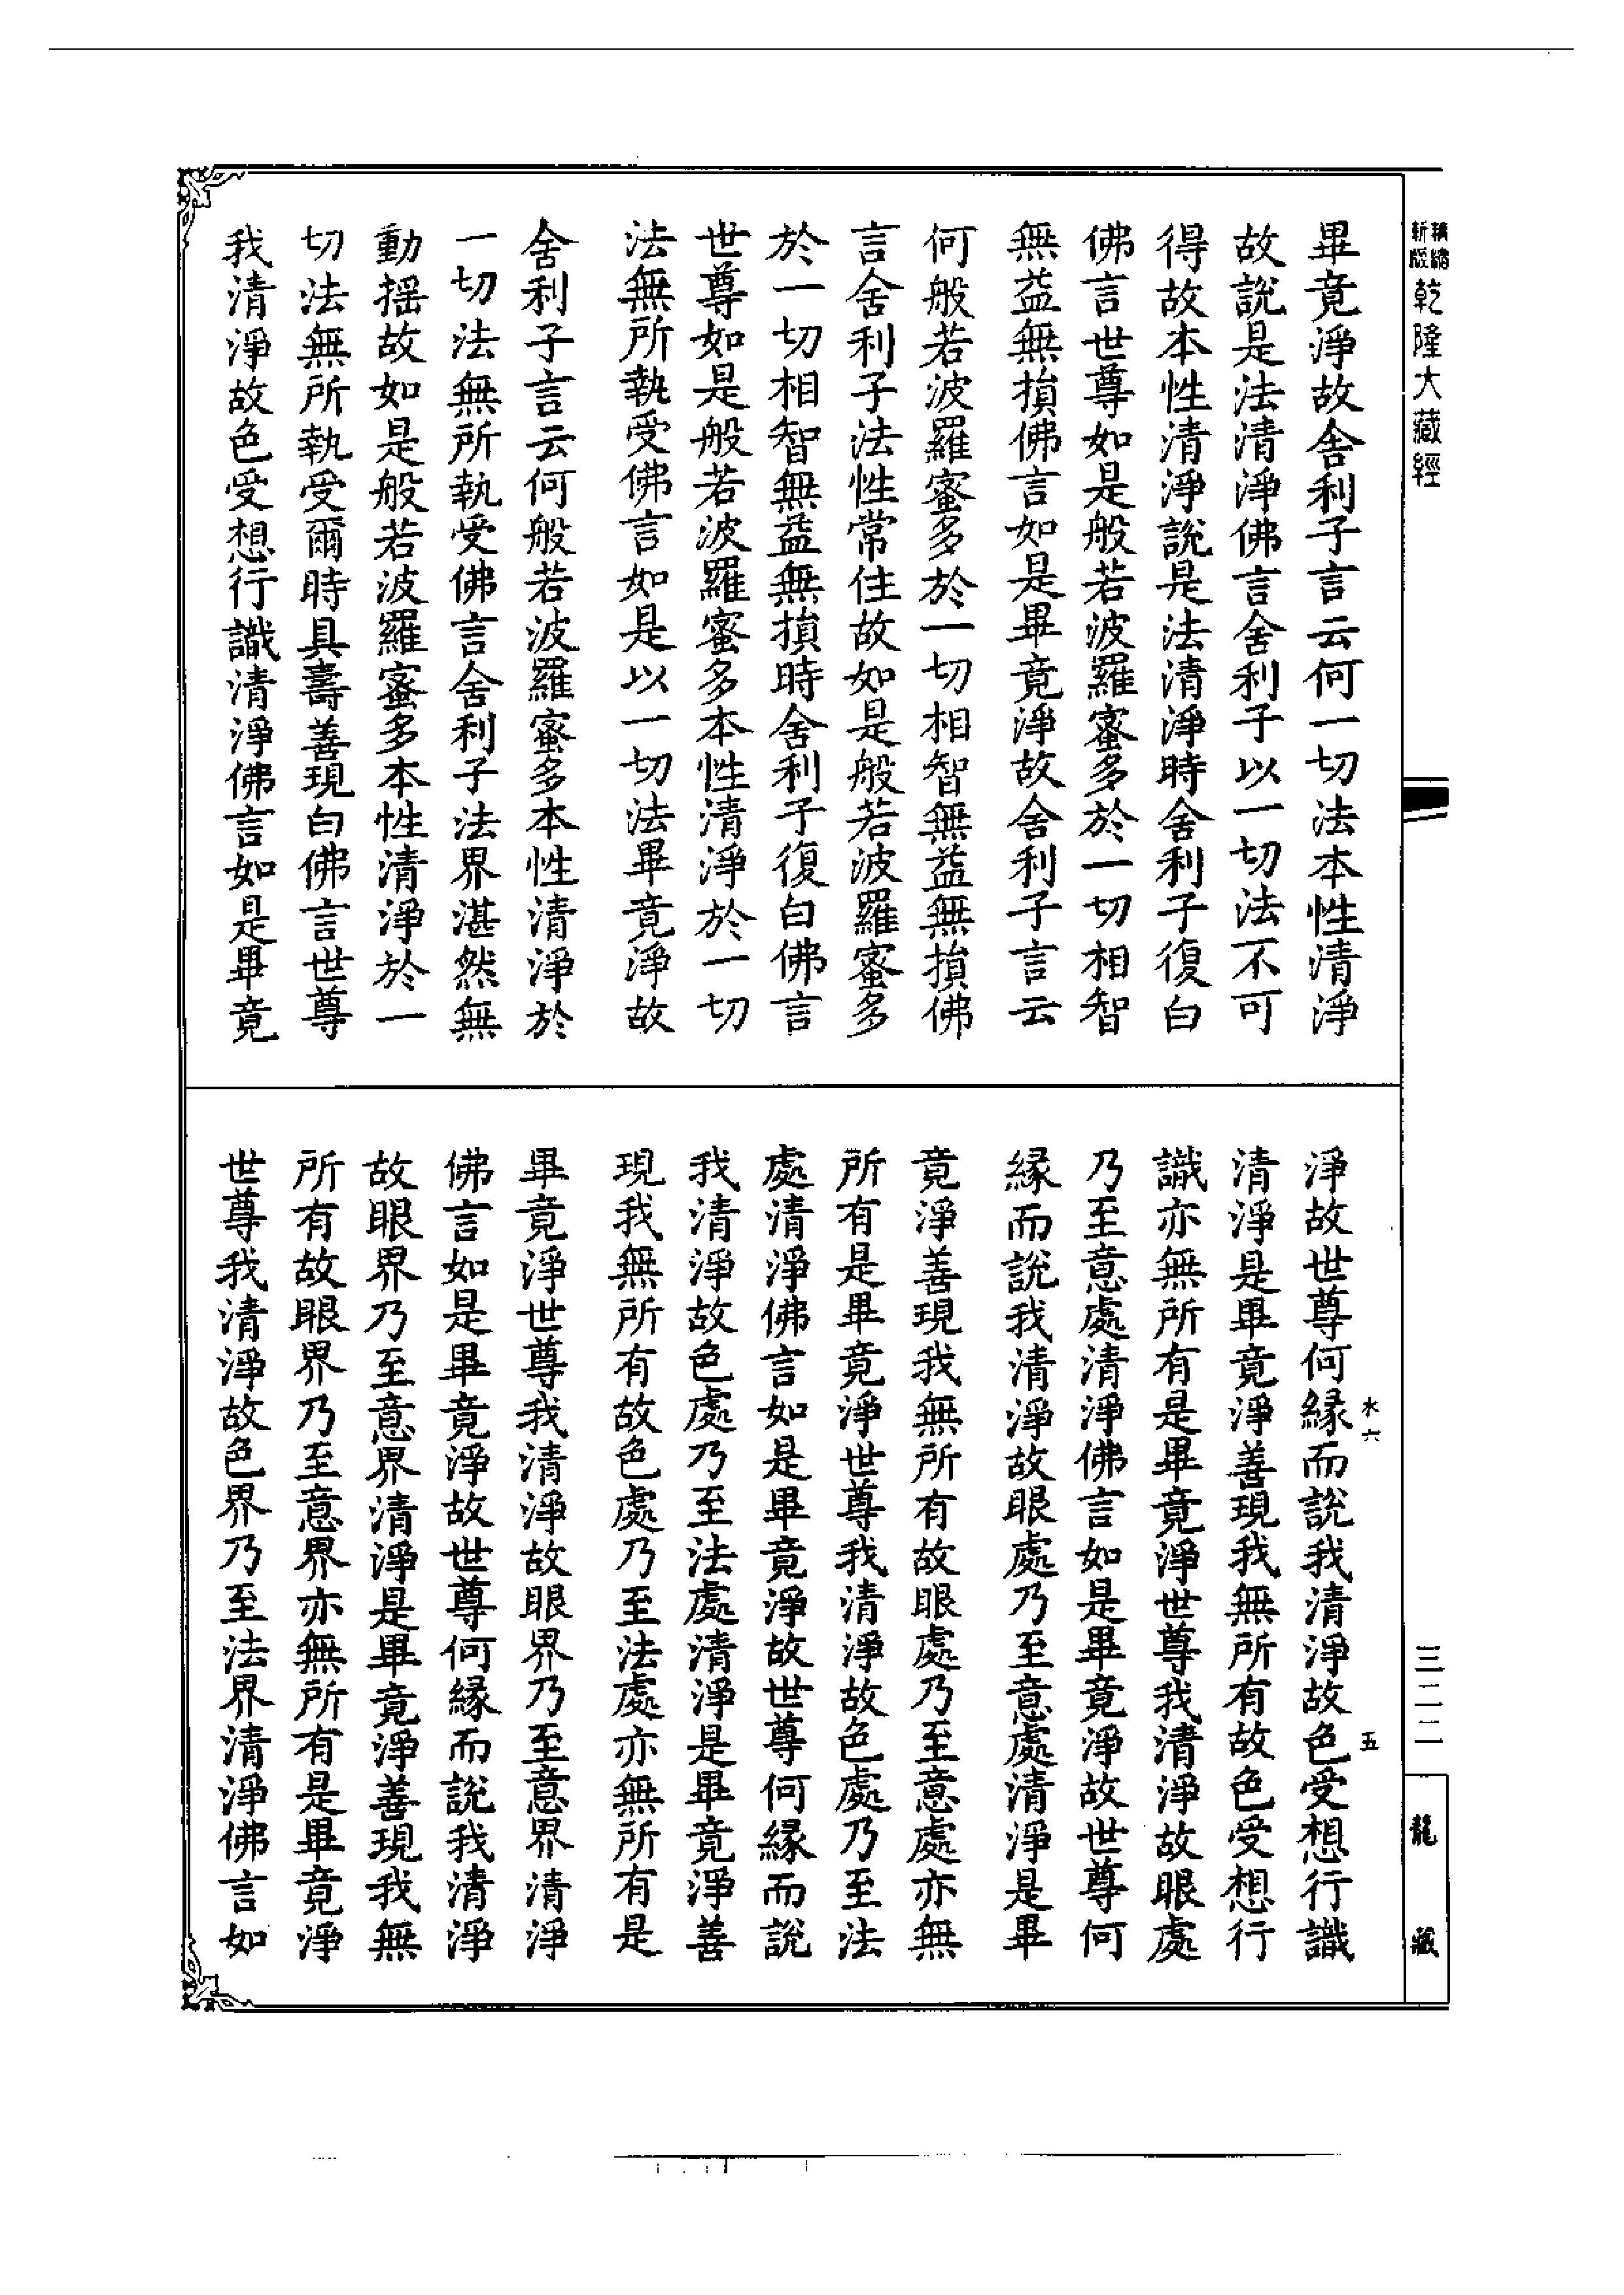 畢竟淨故舍利子言云何一切法本性清淨
故說是法清淨佛言舍利子以一切法不可
得故本性清淨說是法清淨時舍利子復白
佛言世尊如是般若波羅蜜多於一切相智
無益無損佛言如是畢竟淨故舍利子言云
何般若波羅蜜多於一切相智無益無損佛
言舍利子法性常住故如是般若波羅蜜多
於一切相智無益無損時舍利子復白佛言
世尊如是般若波羅蜜多本性清淨於一切
法無所執受佛言如是以一切法畢竟淨故
舍利子言云何般若波羅蜜多本性清淨於
一切法無所執受佛言舍利子法界湛然無
動搖故如是般若波羅蜜多本性清淨於一
切法無所執受爾時具壽善現白佛言世尊
我清淨故色受想行識清淨佛言如是畢竟
淨故世尊何緣而說我清淨故色受想行識
清淨是畢竟淨善現我無所有故色受想行
識亦無所有是畢竟淨世尊我清淨故眼處
乃至意處清淨佛言如是畢竟淨故世尊何
緣而說我清淨故眼處乃至意處清淨是畢
竟淨善現我無所有故眼處乃至意處亦無
所有是畢竟淨世尊我清淨故色處乃至法
處清淨佛言如是畢竟淨故世尊何緣而說
我清淨故色處乃至法處清淨是畢竟淨善
現我無所有故色處乃至法處亦無所有是
畢竟淨世尊我清淨故眼界乃至意界清淨
佛言如是畢竟淨故世尊何緣而說我清淨
故眼界乃至意界清淨是畢竟淨善現我無
所有故眼界乃至意界亦無所有是畢竟淨
世尊我清淨故色界乃至法界清淨佛言如
新版
精縮
乾隆大藏經
水六
五
三二二
龍藏